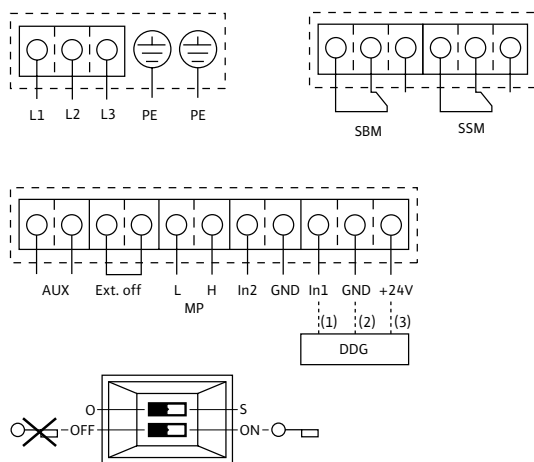 L1 L2 L3 PE PE
SBM SSM
AUX Ext. off L H In2 GND In1 GND +24V
MP
(1) (2) (3)
DDG
O S
OFF ON